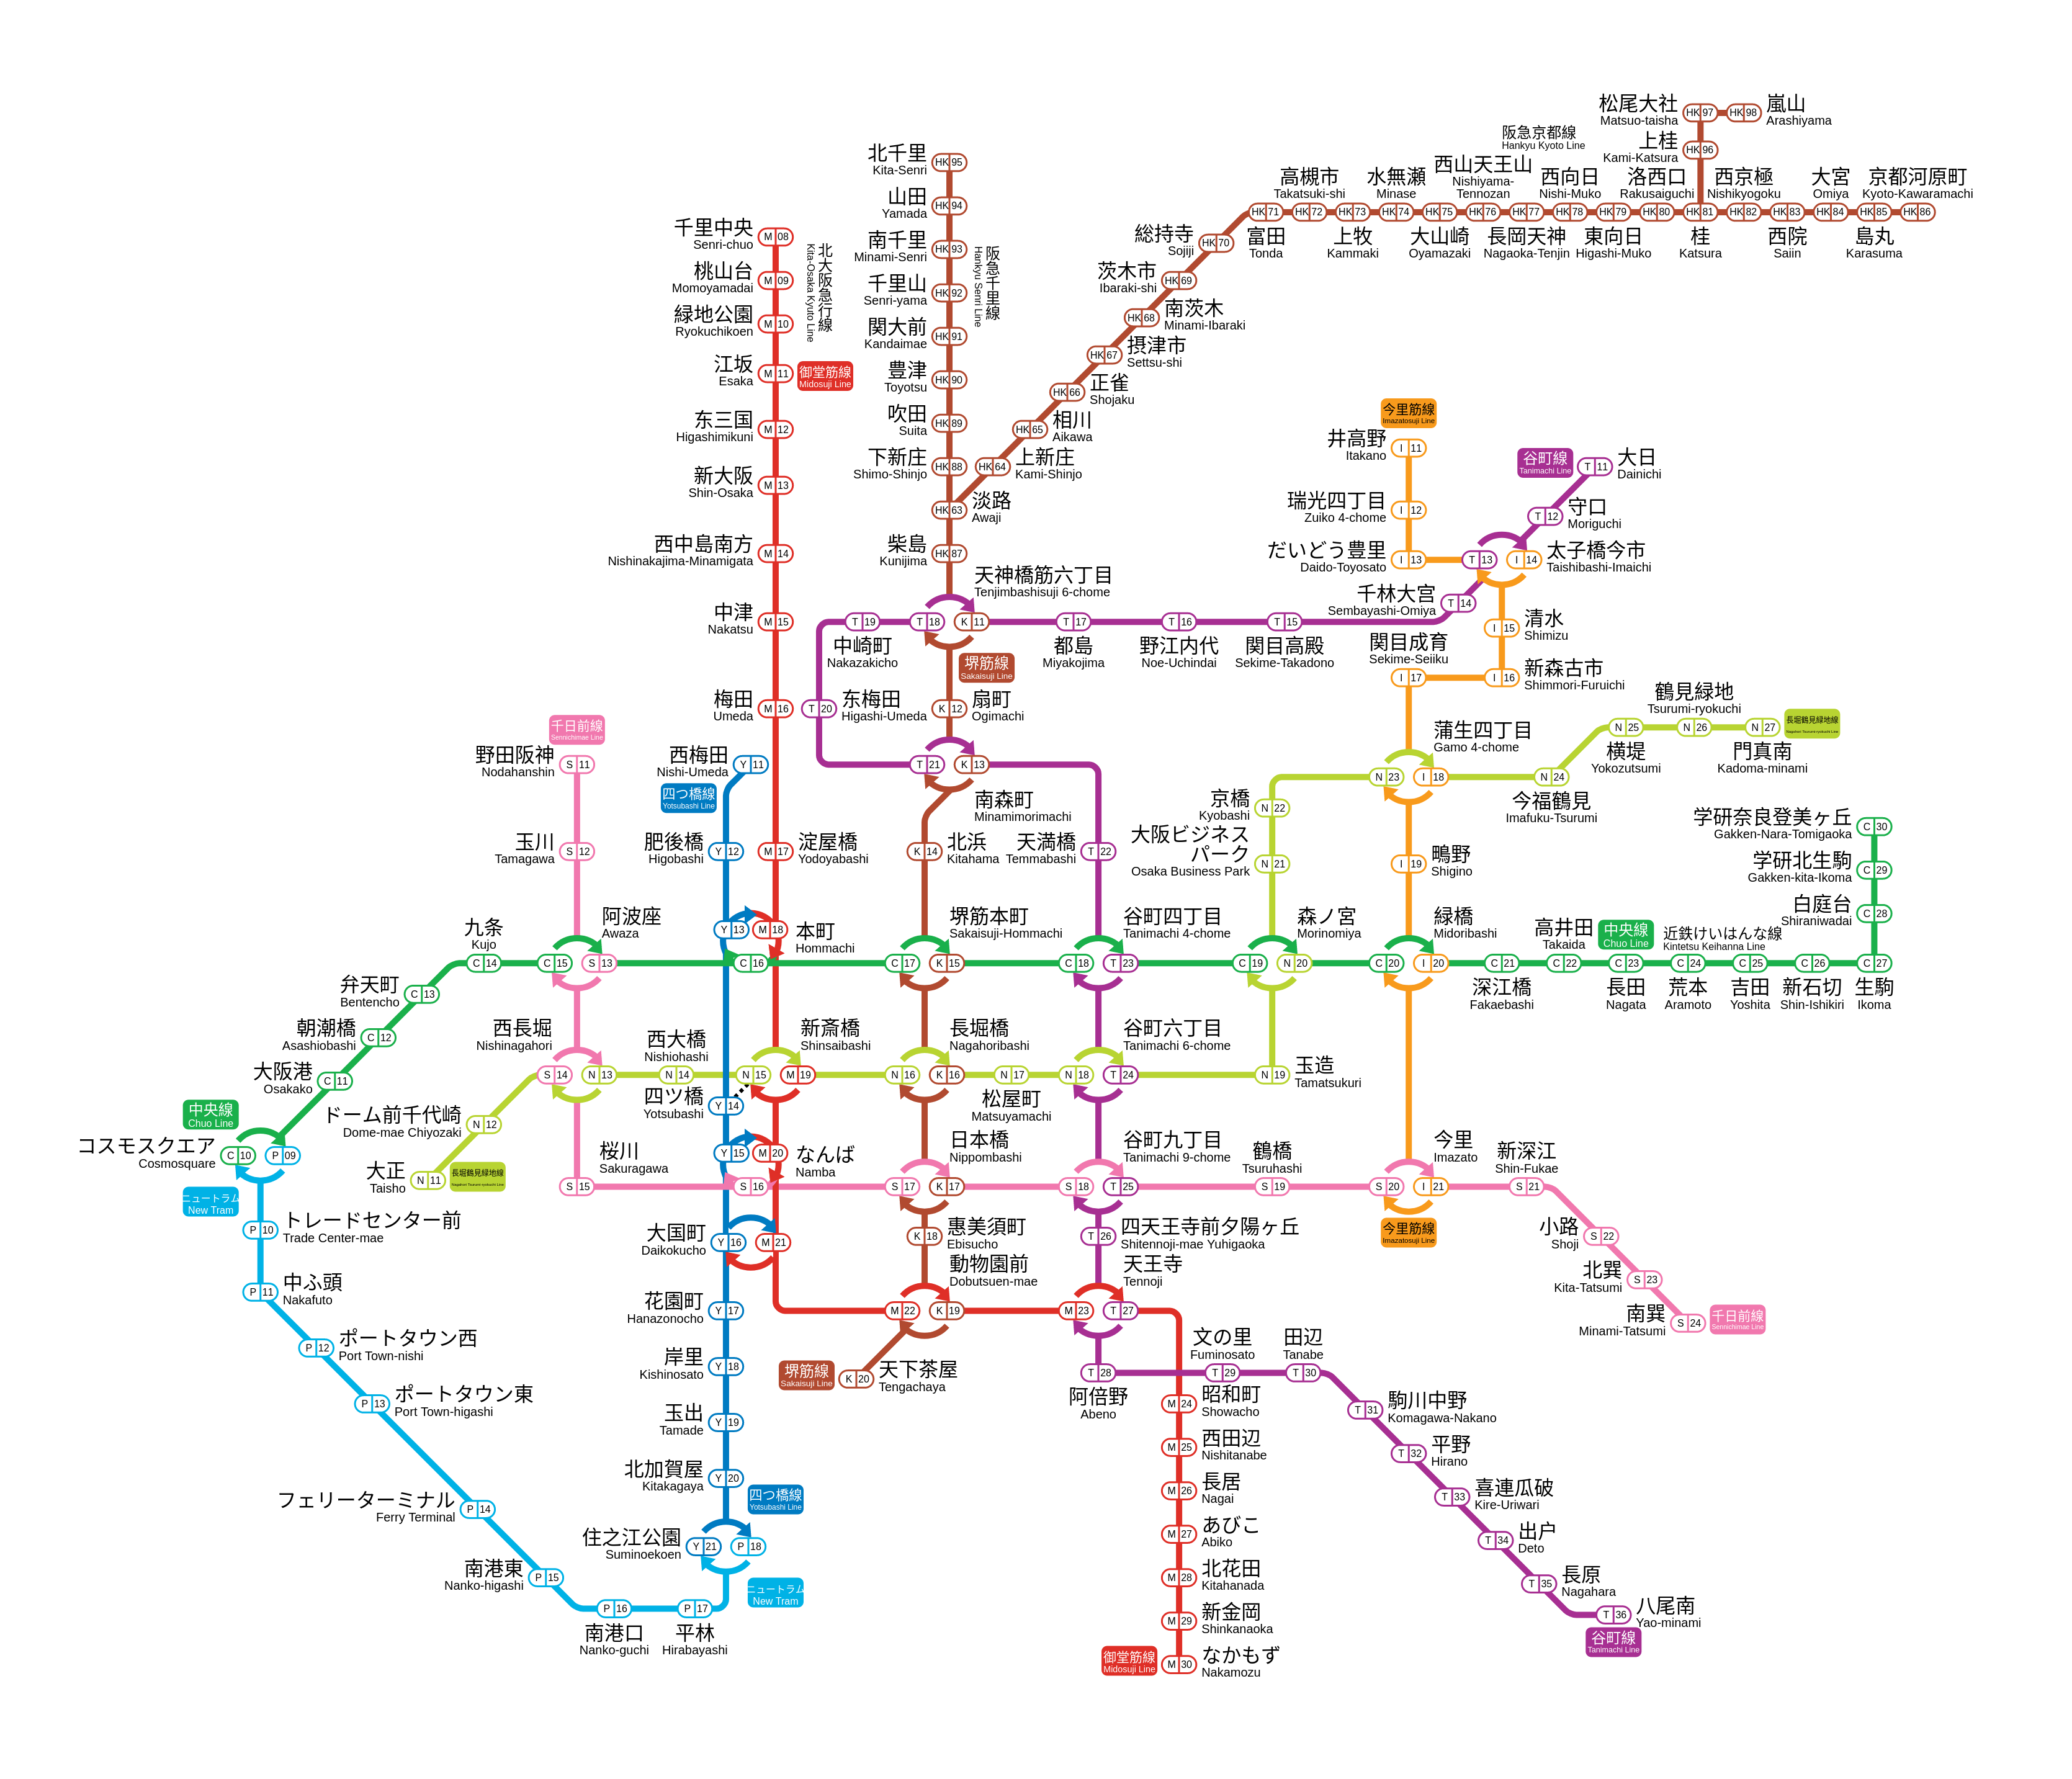 松尾大社
Matsuo-taisha
HK 97
HK 98
嵐山
Arashiyama
阪急京都線
Hankyu Kyoto Line
上桂
Kami-Katsura
HK 96
北千里
Kita-Senri
HK 95
高槻市
Takatsuki-shi
水無瀬
Minase
西山天王山
Nishiyama-
Tennozan
西向日
Nishi-Muko
洛西口
Rakusaiguchi
西京極
Nishikyogoku
大宮
Omiya
京都河原町
Kyoto-Kawaramachi
HK 71
HK 72
HK 73
HK 74
HK 75
HK 76
HK 77
HK 78
HK 79
HK 80
HK 81
HK 82
HK 83
HK 84
HK 85
HK 86
富田
Tonda
上牧
Kammaki
大山崎
Oyamazaki
長岡天神
Nagaoka-Tenjin
東向日
Higashi-Muko
桂
Katsura
西院
Saiin
烏丸
Karasuma
山田
Yamada
HK 94
南千里
Minami-Senri
HK 93
阪急千里線
Hankyu Senri Line
千里山
Senri-yama
HK 92
関大前
Kandaimae
HK 91
豊津
Toyotsu
HK 90
吹田
Suita
HK 89
下新庄
Shimo-Shinjo
HK 88
総持寺
Sojiji
HK 70
茨木市
Ibaraki-shi
HK 69
HK 68
南茨木
Minami-Ibaraki
HK 67
摂津市
Settsu-shi
HK 66
正雀
Shojaku
HK 65
相川
Aikawa
HK 64
上新庄
Kami-Shinjo
HK 63
淡路
Awaji
柴島
Kunijima
HK 87
千里中央
Senri-chuo
M 08
北大阪急行線
Kita-Osaka Kyuto Line
桃山台
Momoyamadai
M 09
緑地公園
Ryokuchikoen
M 10
江坂
Esaka
M 11
御堂筋線
Midosuji Line
东三国
Higashimikuni
M 12
新大阪
Shin-Osaka
M 13
西中島南方
Nishinakajima-Minamigata
M 14
中津
Nakatsu
M 15
梅田
Umeda
M 16
今里筋線
Imazatosuji Line
井高野
Itakano
I 11
瑞光四丁目
Zuiko 4-chome
I 12
だいどう豊里
Daido-Toyosato
I 13
谷町線
Tanimachi Line
T 11
大日
Dainichi
T 12
守口
Moriguchi
T 13
I 14
太子橋今市
Taishibashi-Imaichi
千林大宮
Sembayashi-Omiya
T 14
I 15
清水
Shimizu
関目成育
Sekime-Seiiku
I 17
I 16
新森古市
Shimmori-Furuichi
天神橋筋六丁目
Tenjimbashisuji 6-chome
T 19
T 18
K 11
T 17
T 16
T 15
中崎町
Nakazakicho
都島
Miyakojima
野江内代
Noe-Uchindai
関目高殿
Sekime-Takadono
堺筋線
Sakaisuji Line
T 20
东梅田
Higashi-Umeda
K 12
扇町
Ogimachi
T 21
K 13
南森町
Minamimorimachi
千日前線
Sennichimae Line
野田阪神
Nodahanshin
S 11
西梅田
Nishi-Umeda
Y 11
四つ橋線
Yotsubashi Line
蒲生四丁目
Gamo 4-chome
N 23
I 18
鶴見緑地
Tsurumi-ryokuchi
N 25
N 26
N 27
長堀鶴見緑地線
Nagahori Tsurumi-ryokuchi Line
横堤
Yokozutsumi
門真南
Kadoma-minami
N 24
今福鶴見
Imafuku-Tsurumi
京橋
Kyobashi
N 22
大阪ビジネス
パーク
Osaka Business Park
N 21
玉川
Tamagawa
S 12
肥後橋
Higobashi
Y 12
M 17
淀屋橋
Yodoyabashi
K 14
北浜
Kitahama
天満橋
Temmabashi
T 22
I 19
鴫野
Shigino
学研奈良登美ヶ丘
Gakken-Nara-Tomigaoka
C 30
学研北生駒
Gakken-kita-Ikoma
C 29
白庭台
Shiraniwadai
C 28
九条
Kujo
C 14
阿波座
Awaza
C 15
S 13
Y 13
M 18
本町
Hommachi
C 16
堺筋本町
Sakaisuji-Hommachi
C 17
K 15
谷町四丁目
Tanimachi 4-chome
C 18
T 23
森ノ宮
Morinomiya
C 19
N 20
緑橋
Midoribashi
C 20
I 20
高井田
Takaida
中央線
Chuo Line
近鉄けいはんな線
Kintetsu Keihanna Line
C 21
C 22
C 23
C 24
C 25
C 26
C 27
深江橋
Fakaebashi
長田
Nagata
荒本
Aramoto
吉田
Yoshita
新石切
Shin-Ishikiri
生駒
Ikoma
弁天町
Bentencho
C 13
朝潮橋
Asashiobashi
C 12
大阪港
Osakako
C 11
中央線
Chuo Line
コスモスクエア
Cosmosquare
C 10
P 09
ニュートラム
New Tram
西長堀
Nishinagahori
S 14
N 13
西大橋
Nishiohashi
N 14
新斎橋
Shinsaibashi
N 15
M 19
長堀橋
Nagahoribashi
N 16
K 16
N 17
松屋町
Matsuyamachi
谷町六丁目
Tanimachi 6-chome
N 18
T 24
N 19
玉造
Tamatsukuri
四ツ橋
Yotsubashi
Y 14
ドーム前千代崎
Dome-mae Chiyozaki
N 12
大正
Taisho
N 11
長堀鶴見緑地線
Nagahori Tsurumi-ryokuchi Line
桜川
Sakuragawa
S 15
Y 15
M 20
なんば
Namba
S 16
日本橋
Nippombashi
S 17
K 17
谷町九丁目
Tanimachi 9-chome
S 18
T 25
鶴橋
Tsuruhashi
S 19
今里
Imazato
S 20
I 21
今里筋線
Imazatosuji Line
新深江
Shin-Fukae
S 21
小路
Shoji
S 22
北巽
Kita-Tatsumi
S 23
南巽
Minami-Tatsumi
S 24
千日前線
Sennichimae Line
P 10
トレードセンター前
Trade Center-mae
P 11
中ふ頭
Nakafuto
P 12
ポートタウン西
Port Town-nishi
P 13
ポートタウン東
Port Town-higashi
フェリーターミナル
Ferry Terminal
P 14
南港東
Nanko-higashi
P 15
P 16
南港口
Nanko-guchi
P 17
平林
Hirabayashi
大国町
Daikokucho
Y 16
M 21
花園町
Hanazonocho
Y 17
岸里
Kishinosato
Y 18
玉出
Tamade
Y 19
北加賀屋
Kitakagaya
Y 20
四つ橋線
Yotsubashi Line
住之江公園
Suminoekoen
Y 21
P 18
ニュートラム
New Tram
K 18
惠美須町
Ebisucho
動物園前
Dobutsuen-mae
M 22
K 19
堺筋線
Sakaisuji Line
K 20
天下茶屋
Tengachaya
T 26
四天王寺前夕陽ヶ丘
Shitennoji-mae Yuhigaoka
天王寺
Tennoji
M 23
T 27
T 28
阿倍野
Abeno
文の里
Fuminosato
T 29
田辺
Tanabe
T 30
T 31
駒川中野
Komagawa-Nakano
T 32
平野
Hirano
T 33
喜連瓜破
Kire-Uriwari
T 34
出户
Deto
T 35
長原
Nagahara
T 36
八尾南
Yao-minami
谷町線
Tanimachi Line
M 24
昭和町
Showacho
M 25
西田辺
Nishitanabe
M 26
長居
Nagai
M 27
あびこ
Abiko
M 28
北花田
Kitahanada
M 29
新金岡
Shinkanaoka
御堂筋線
Midosuji Line
M 30
なかもず
Nakamozu